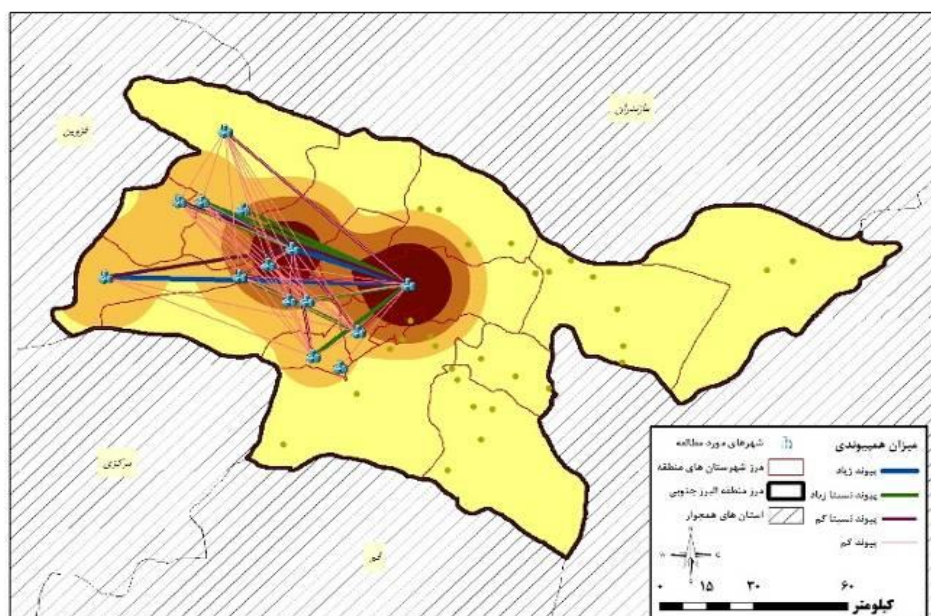 مازندران
قزوین
مرکزی
قم
میزان همپیوندی
پیوند زیاد
پیوند نسبتا زیاد
پیوند نسبتا کم
پیوند کم
شهرهای مورد مطالعه
مرز شهرستان های منطقه
مرز منطقه البرز جنوبی
استان های همجوار
W E
۰ ۱۵ ۳۰ ۶۰
کیلومتر